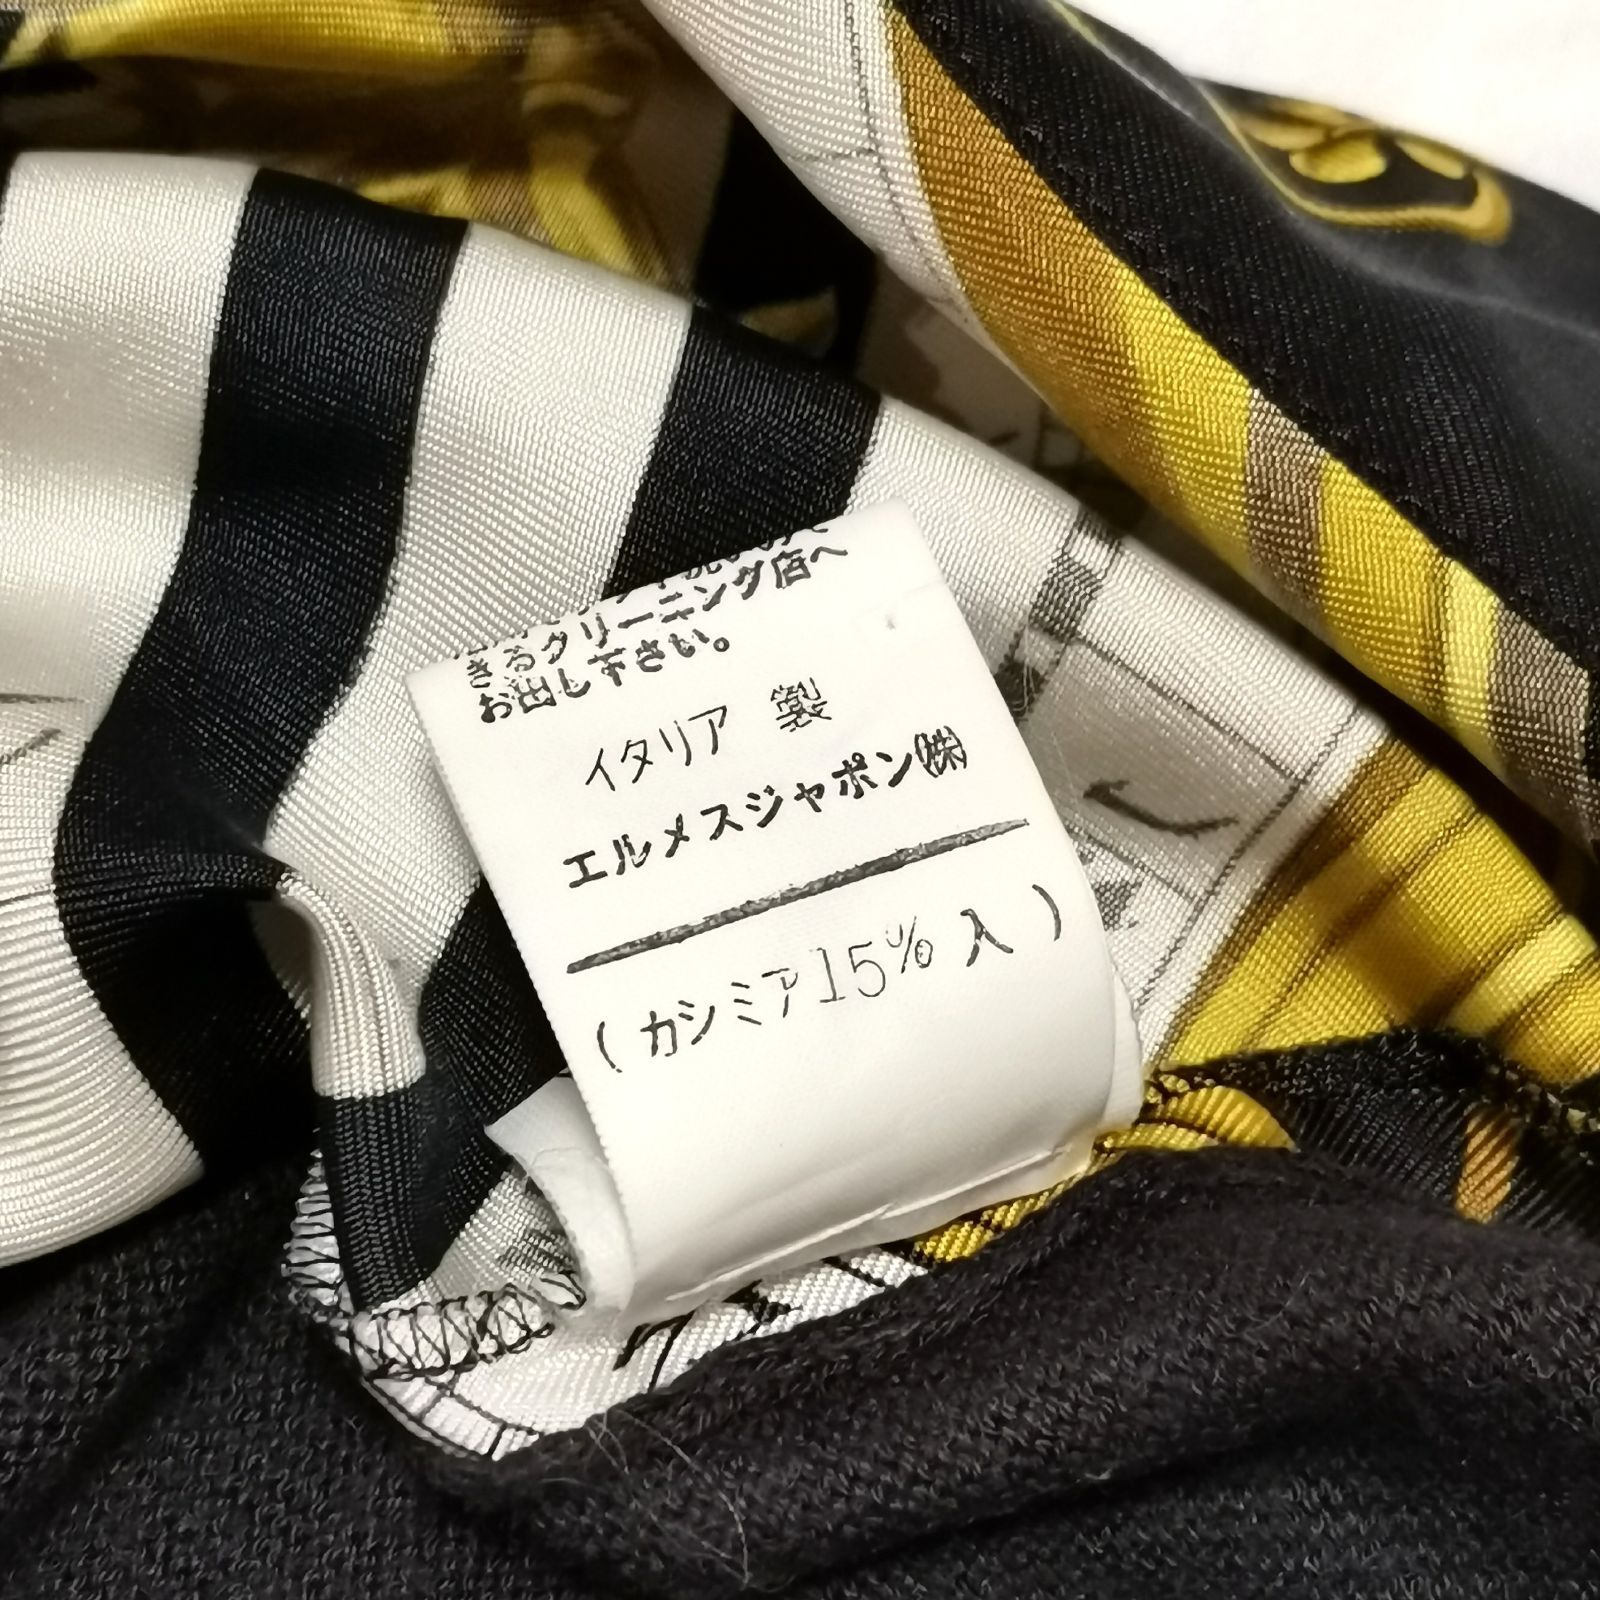 きるクリーニング店へ
お出し下さい。
イタリア 製
エルメスジャポン㈱
(カシミア15%入)